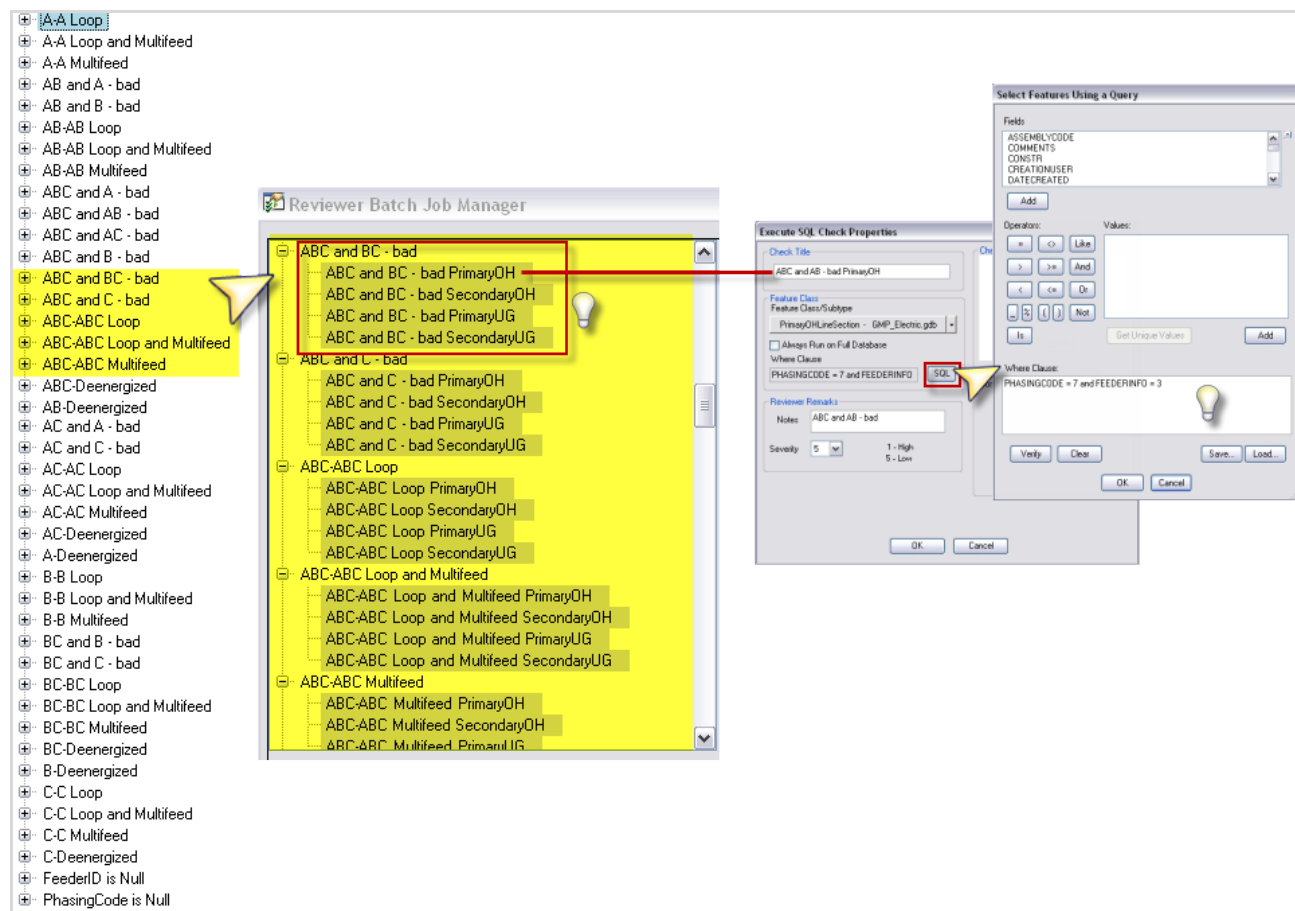 A-A Loop
A-A Loop and Multifeed
A-A Multifeed
AB and A - bad
AB and B - bad
AB-AB Loop
AB-AB Loop and Multifeed
AB-AB Multifeed
ABC and A - bad
ABC and AB - bad
ABC and AC - bad
ABC and B - bad
ABC and BC - bad
ABC and C - bad
ABC-ABC Loop
ABC-ABC Loop and Multifeed
ABC-ABC Multifeed
ABC-Deenergized
AB-Deenergized
AC and A - bad
AC and C - bad
AC-AC Loop
AC-AC Loop and Multifeed
AC-AC Multifeed
AC-Deenergized
A-Deenergized
B-B Loop
B-B Loop and Multifeed
B-B Multifeed
BC and B - bad
BC and C - bad
BC-BC Loop
BC-BC Loop and Multifeed
BC-BC Multifeed
BC-Deenergized
B-Deenergized
C-C Loop
C-C Loop and Multifeed
C-C Multifeed
C-Deenergized
FeederID is Null
PhasingCode is Null
Reviewer Batch Job Manager
ABC and BC - bad
ABC and BC - bad PrimaryOH
ABC and BC - bad SecondaryOH
ABC and BC - bad PrimaryUG
ABC and BC - bad SecondaryUG
ABC and C - bad
ABC and C - bad PrimaryOH
ABC and C - bad SecondaryOH
ABC and C - bad PrimaryUG
ABC and C - bad SecondaryUG
ABC-ABC Loop
ABC-ABC Loop PrimaryOH
ABC-ABC Loop SecondaryOH
ABC-ABC Loop PrimaryUG
ABC-ABC Loop SecondaryUG
ABC-ABC Loop and Multifeed
ABC-ABC Loop and Multifeed PrimaryOH
ABC-ABC Loop and Multifeed SecondaryOH
ABC-ABC Loop and Multifeed PrimaryUG
ABC-ABC Loop and Multifeed SecondaryUG
ABC-ABC Multifeed
ABC-ABC Multifeed PrimaryOH
ABC-ABC Multifeed SecondaryOH
ABC-ABC Multifeed PrimaryUG
Execute SQL Check Properties
Check Title
ABC and AB - bad PrimaryOH
Feature Class
Feature Class/Subtype
PrimaryOHLineSection - GMP_Electric.gdb
Always Run on Full Database
Where Clause
PHASINGCODE = 7 and FEEDERINFO
SQL
Reviewer Remarks
Notes ABC and AB - bad
Severity 5 1 - High
5 - Low
OK Cancel
Select Features Using a Query
Fields
ASSEMBLYCODE
COMMENTS
CONSTR
CREATIONUSER
DATECREATED
Add
Operators: Values:
= <> Like
> >= And
< <= Or
_ % ( ) Not
Is Get Unique Values Add
Where Clause:
PHASINGCODE = 7 and FEEDERINFO = 3
Verify Clear Save... Load...
OK Cancel